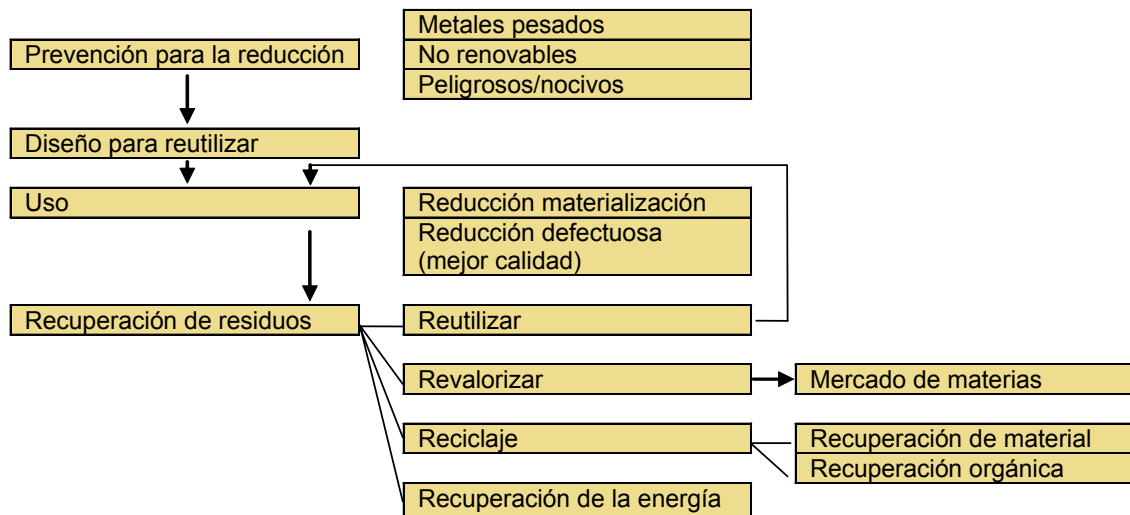 Metales pesados
Prevención para la reducción
No renovables
Peligrosos/nocivos
Diseño para reutilizar
Uso
Reducción materialización
Reducción defectuosa
(mejor calidad)
Recuperación de residuos
Reutilizar
Revalorizar
Mercado de materias
Reciclaje
Recuperación de material
Recuperación orgánica
Recuperación de la energía